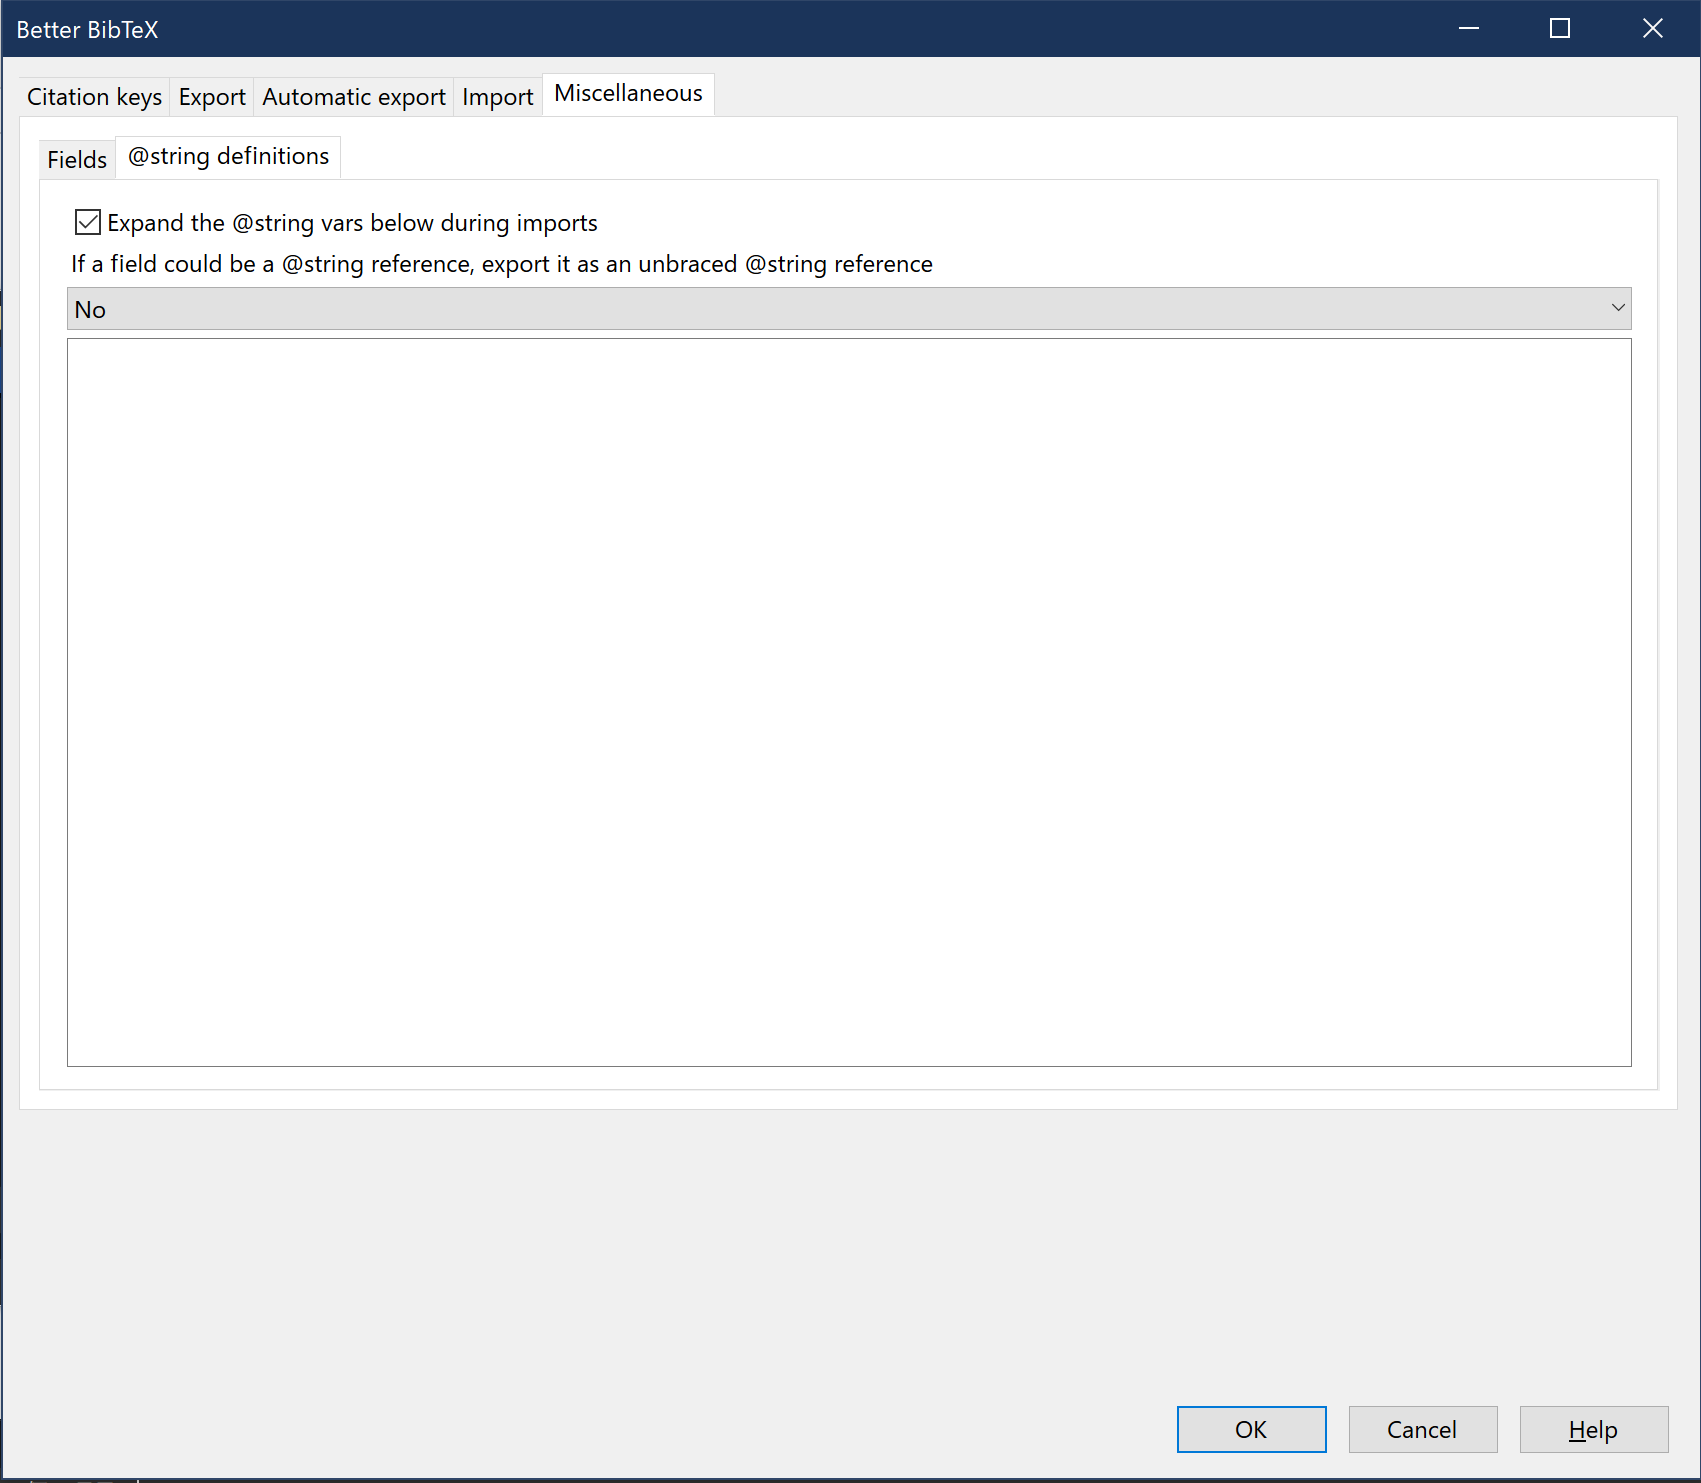 Better BibTeX
Citation keys Export Automatic export Import Miscellaneous
Fields @string definitions
Expand the @string vars below during imports
If a field could be a @string reference, export it as an unbraced @string reference
No
OK Cancel Help